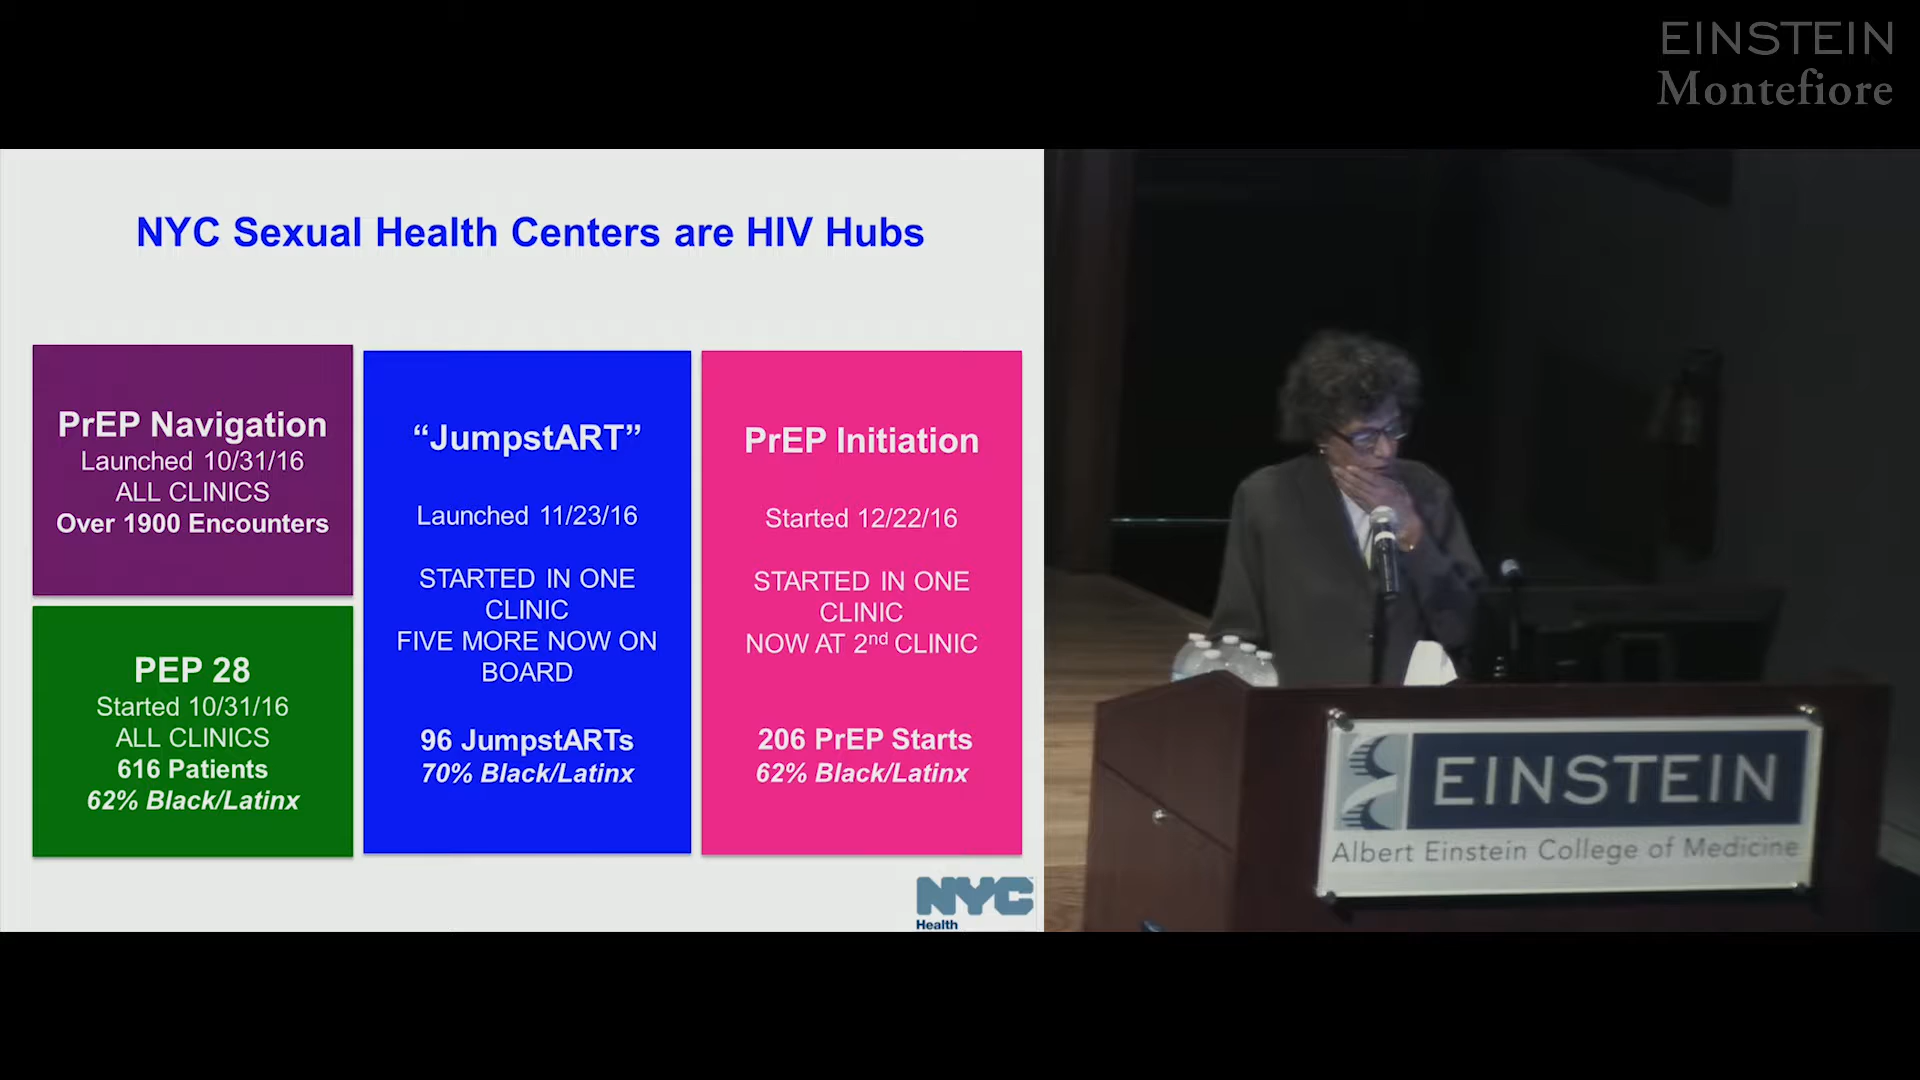 EINSTEIN
Montefiore
NYC Sexual Health Centers are HIV Hubs
PrEP Navigation
Launched 10/31/16
ALL CLINICS
Over 1900 Encounters
PEP 28
Started 10/31/16
ALL CLINICS
616 Patients
62% Black/Latinx
“JumpstART”
Launched 11/23/16
STARTED IN ONE
CLINIC
FIVE MORE NOW ON
BOARD
96 JumpstARTs
70% Black/Latinx
PrEP Initiation
Started 12/22/16
STARTED IN ONE
CLINIC
NOW AT 2nd CLINIC
206 PrEP Starts
62% Black/Latinx
NYC
Health
EINSTEIN
Albert Einstein College of Medicine